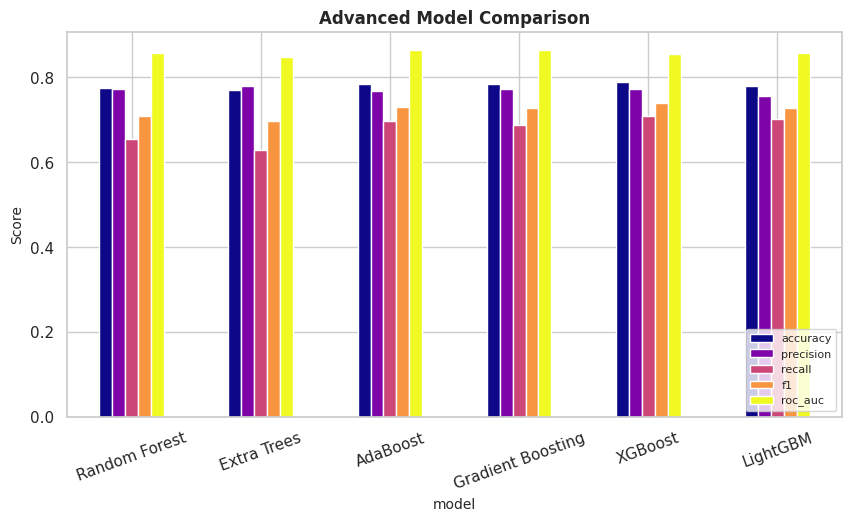 Advanced Model Comparison
Score
0.8
0.6
0.4
0.2
0.0
accuracy
precision
recall
f1
roc_auc
Random Forest
Extra Trees
AdaBoost
Gradient Boosting
XGBoost
LightGBM
model